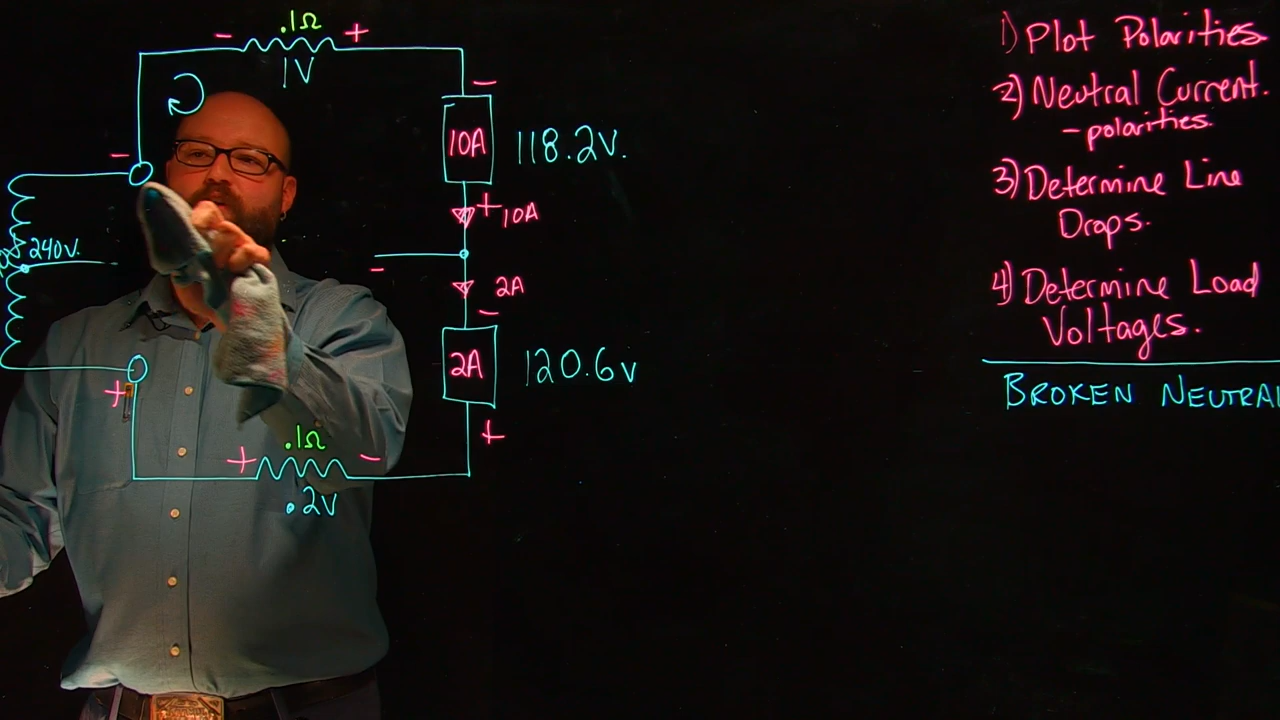 .1Ω
- +
1V
-
10A
118.2V.
-
+ 10A
240V.
-
2A
-
2A
120.6V
+
+
.1Ω
+ -
.2V
1) Plot Polarities
2) Neutral Current.
- polarities.
3) Determine Line
Drops.
4) Determine Load
Voltages.
BROKEN NEUTRAL